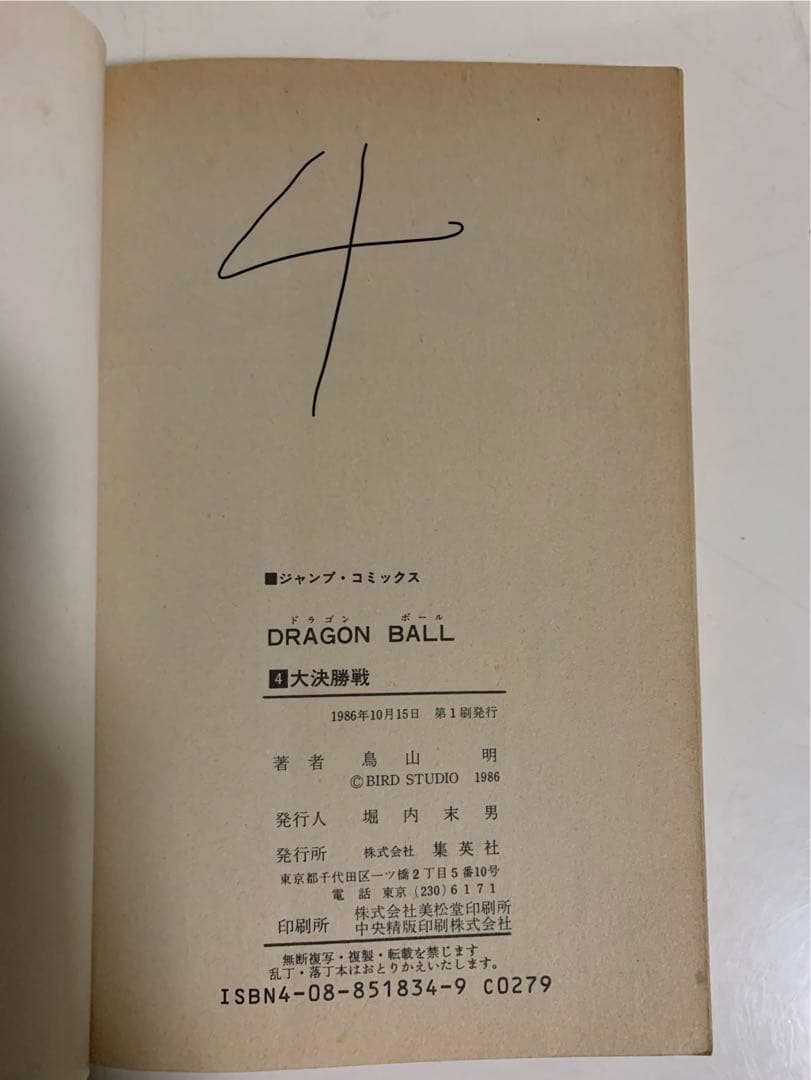 4
■ジャンプ・コミックス
ドラゴン ボール
DRAGON BALL
4 大決勝戦
1986年10月15日 第1刷発行
著者 鳥山 明
©BIRD STUDIO 1986
発行人 堀内末男
発行所 株式会社 集英社
東京都千代田区一ツ橋2丁目5番10号
電話 東京(230)6171
印刷所 株式会社美松堂印刷所
中央精版印刷株式会社
無断複写・複製・転載を禁じます
乱丁・落丁本はおとりかえいたします。
ISBN4-08-851834-9 C0279